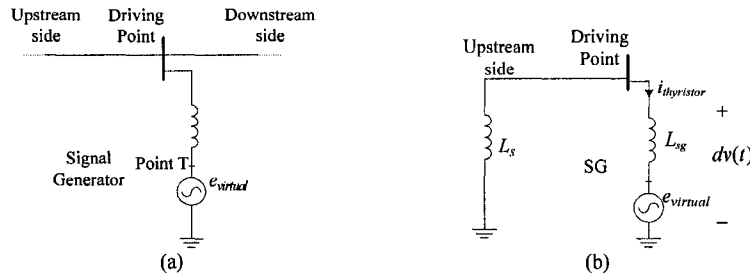 Upstream side
Driving Point
Downstream side
Signal Generator
Point T
e_virtual
(a)
Upstream side
Driving Point
i_thyristor
+
L_s
L_sg
dv(t)
SG
e_virtual
−
(b)